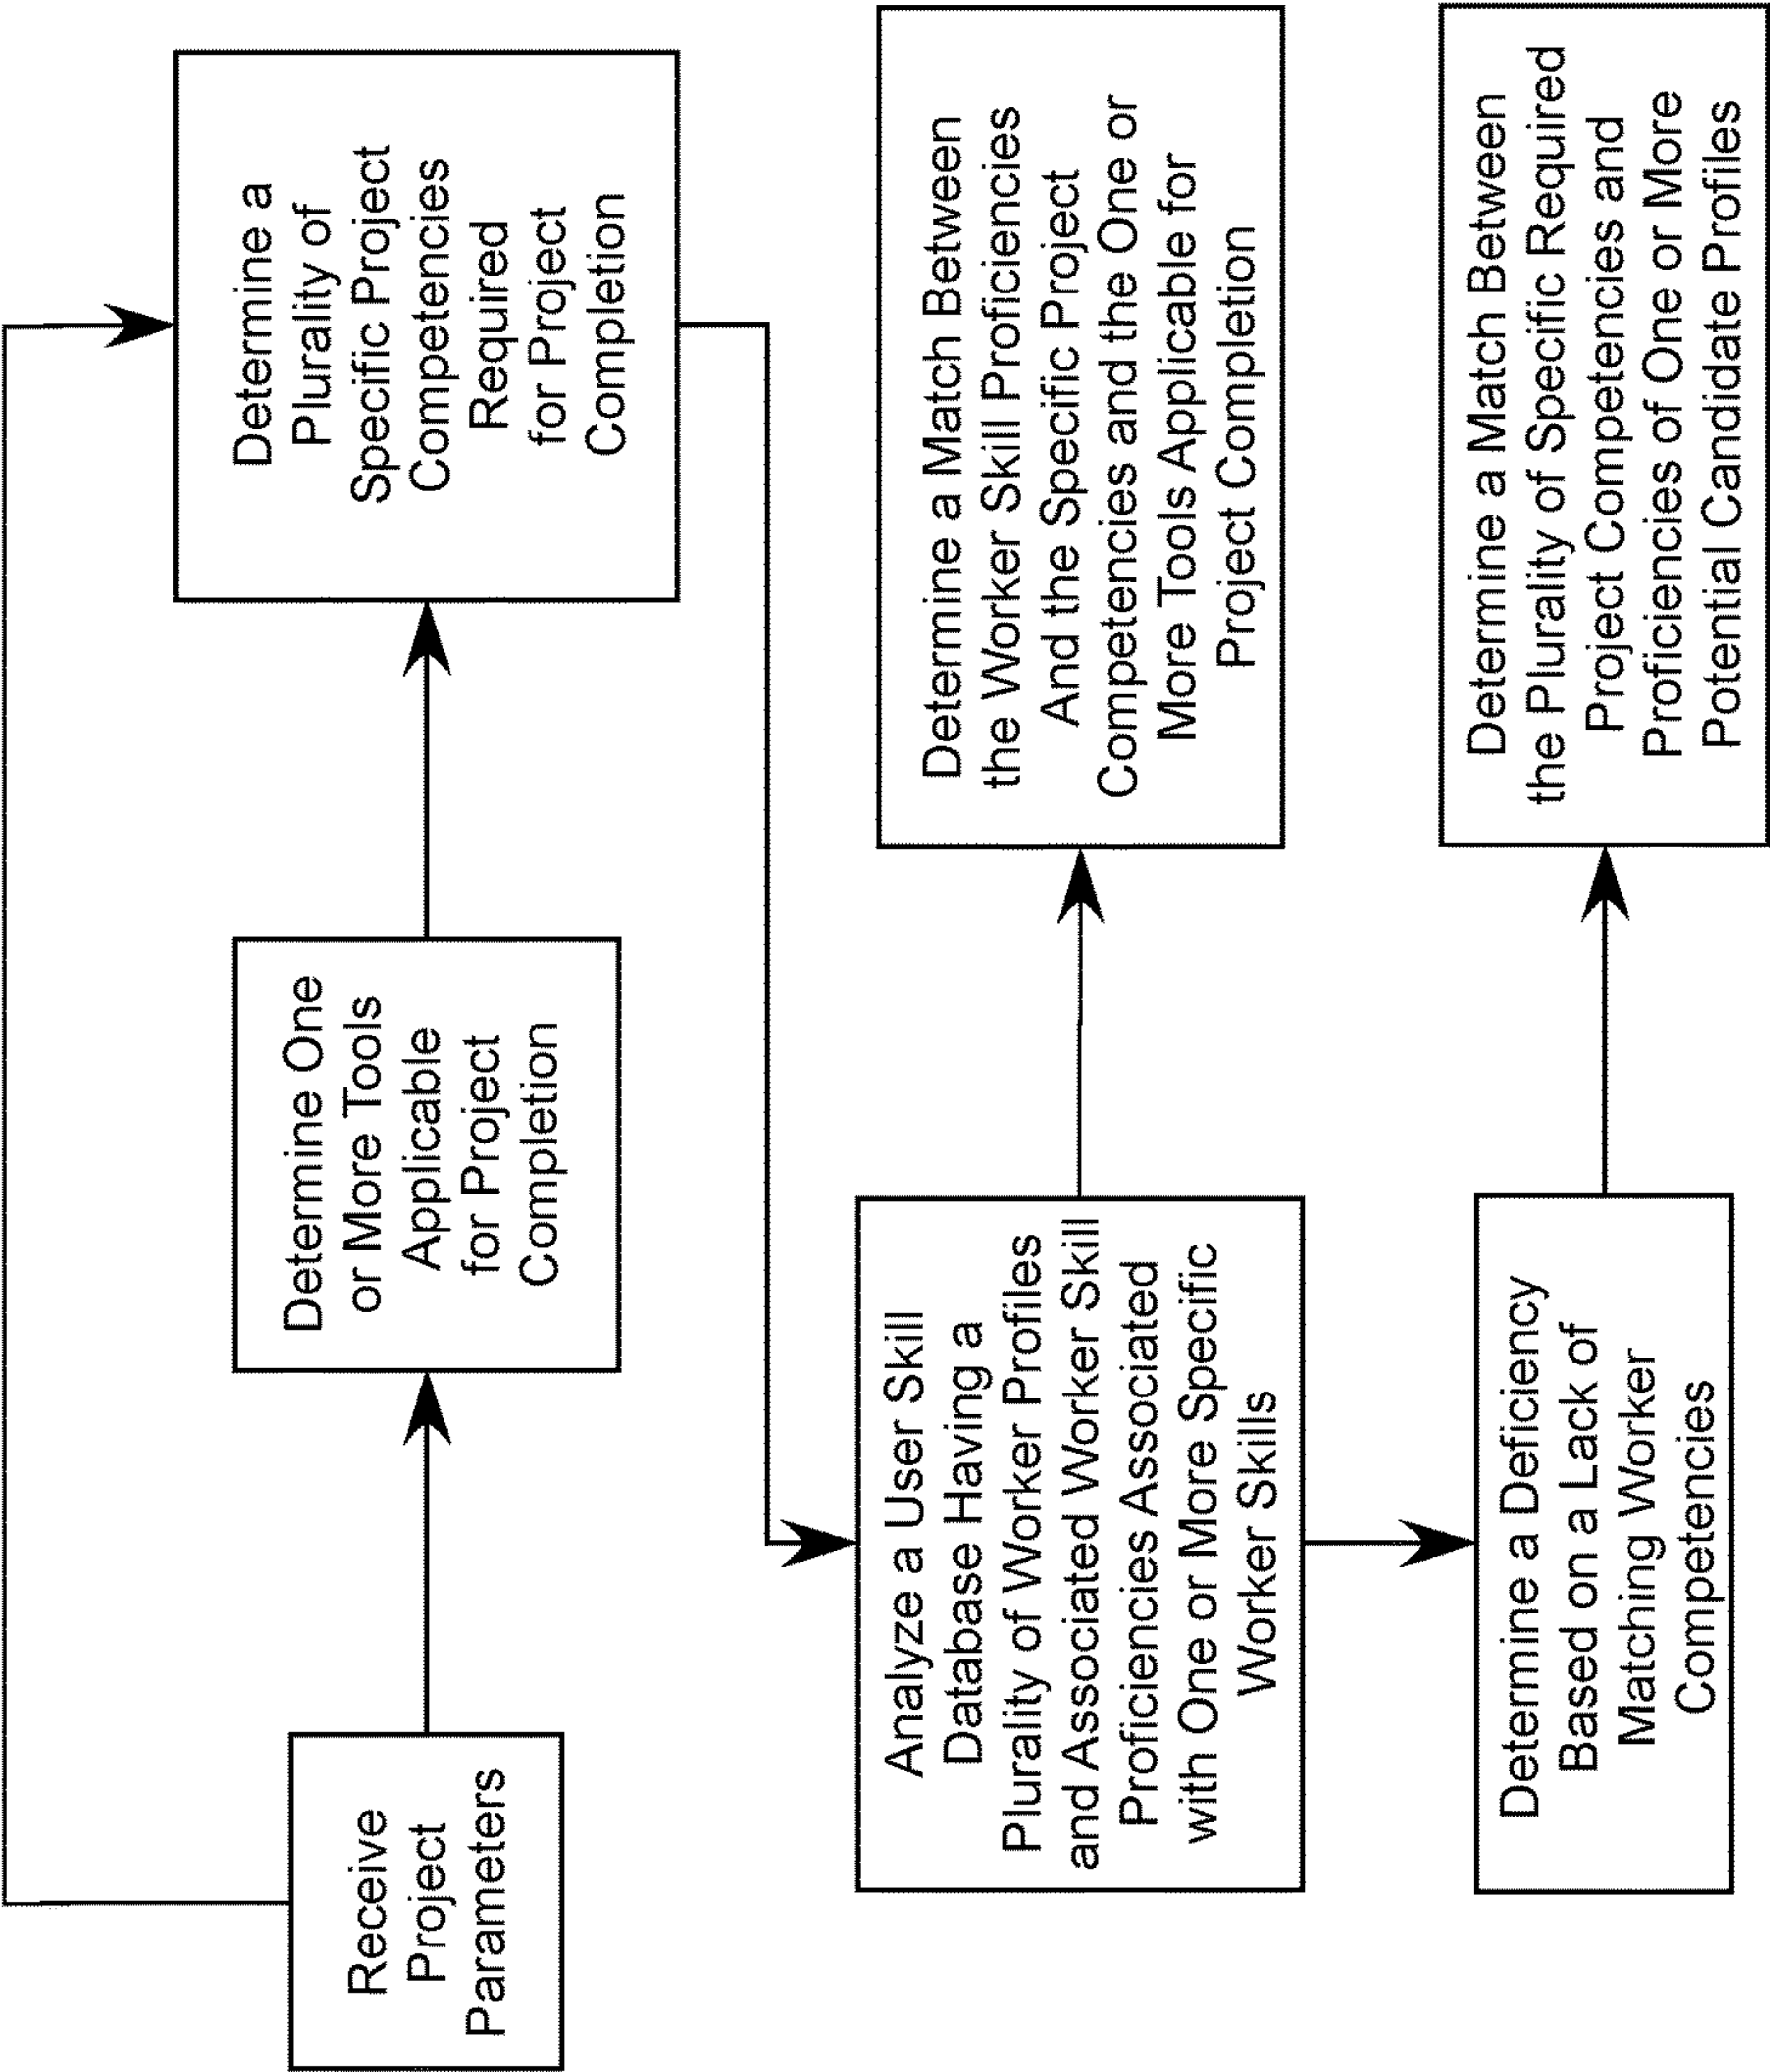 Receive
Project
Parameters
Determine One
or More Tools
Applicable
for Project
Completion
Determine a
Plurality of
Specific Project
Competencies
Required
for Project
Completion
Analyze a User Skill
Database Having a
Plurality of Worker Profiles
and Associated Worker Skill
Proficiencies Associated
with One or More Specific
Worker Skills
Determine a Match Between
the Worker Skill Proficiencies
And the Specific Project
Competencies and the One or
More Tools Applicable for
Project Completion
Determine a Deficiency
Based on a Lack of
Matching Worker
Competencies
Determine a Match Between
the Plurality of Specific Required
Project Competencies and
Proficiencies of One or More
Potential Candidate Profiles